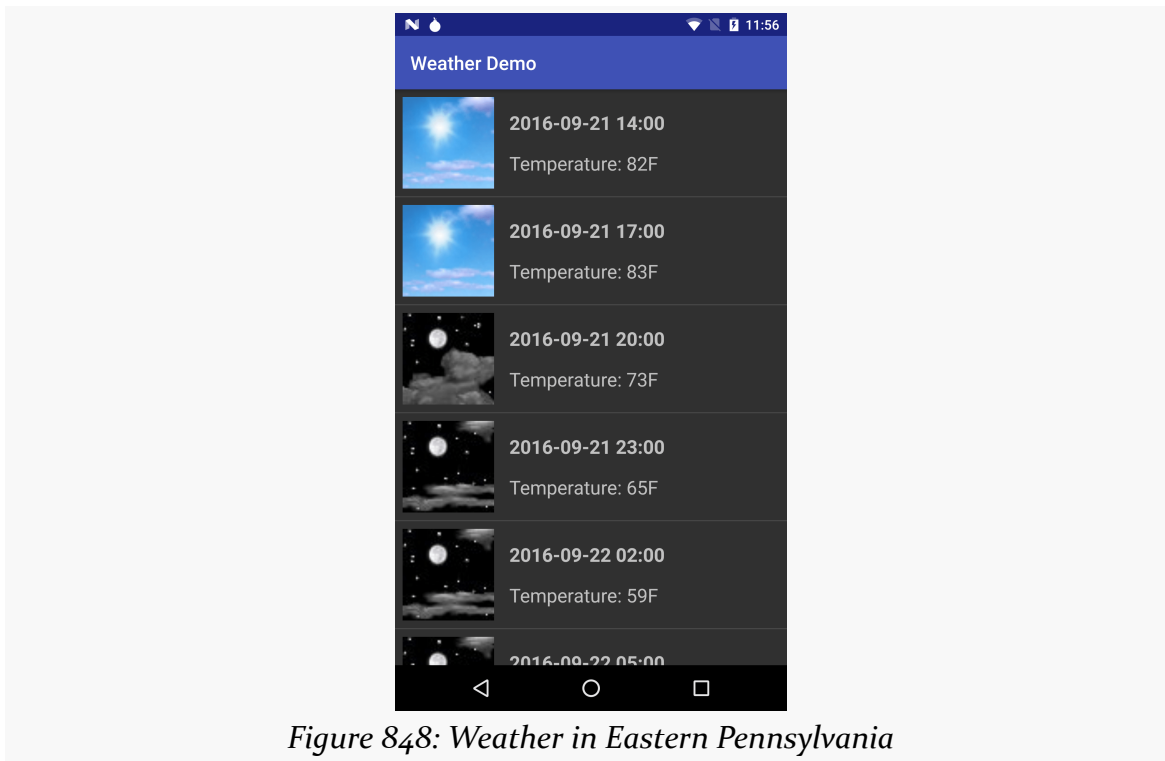 11:56
Weather Demo
2016-09-21 14:00
Temperature: 82F
2016-09-21 17:00
Temperature: 83F
2016-09-21 20:00
Temperature: 73F
2016-09-21 23:00
Temperature: 65F
2016-09-22 02:00
Temperature: 59F
2016-09-22 05:00
Figure 848: Weather in Eastern Pennsylvania